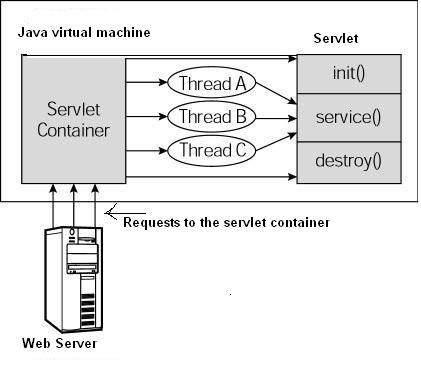 Java virtual machine
Servlet
Servlet
Container
Thread A
Thread B
Thread C
init()
service()
destroy()
Requests to the servlet container
Web Server